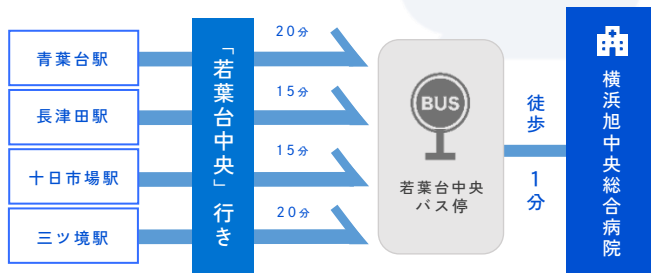 青葉台駅
長津田駅
十日市場駅
三ツ境駅
「若葉台中央」行き
20分
15分
15分
20分
BUS
若葉台中央
バス停
徒歩
1分
横浜旭中央総合病院